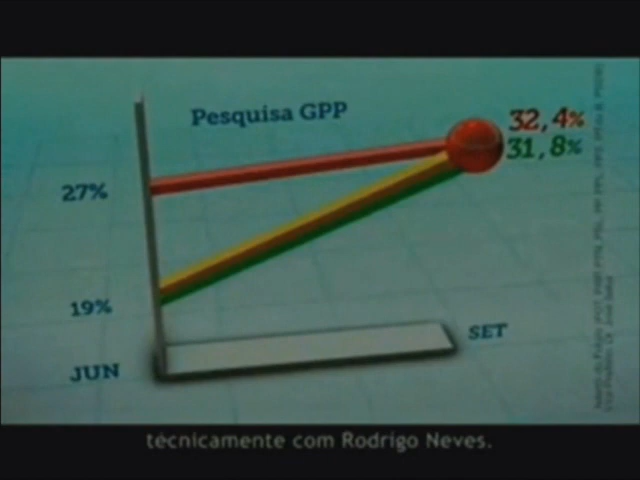 Pesquisa GPP
32,4%
31,8%
27%
19%
SET
JUN
técnicamente com Rodrigo Neves.